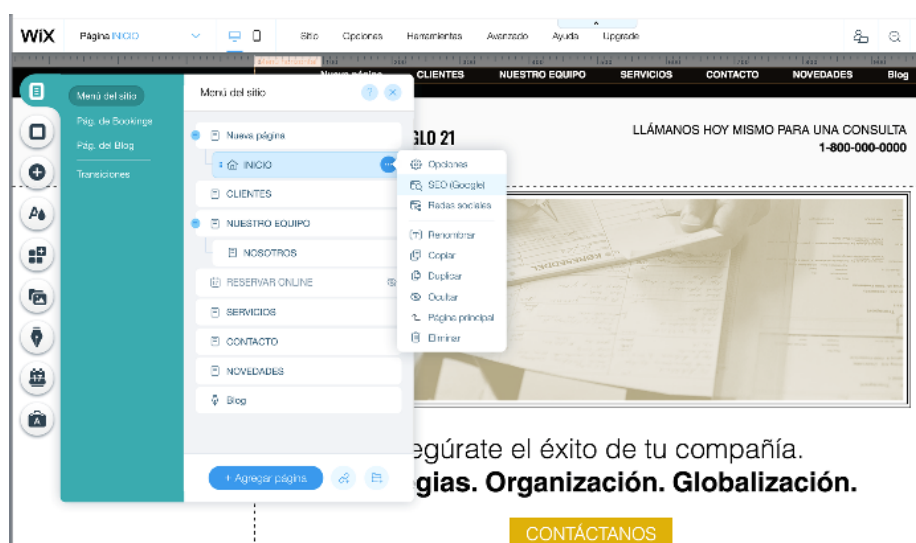 WiX Página INICIO Sitio Opciones Herramientas Avanzado Ayuda Upgrade
CLIENTES NUESTRO EQUIPO SERVICIOS CONTACTO NOVEDADES Blog
Menú del sitio
Pág. de Bookings
Pág. del Blog
Transiciones
Menú del sitio ?
Nueva página
INICIO
CLIENTES
NUESTRO EQUIPO
NOSOTROS
RESERVAR ONLINE
SERVICIOS
CONTACTO
NOVEDADES
Blog
+ Agregar página
Opciones
SEO (Google)
Redes sociales
Renombrar
Copiar
Duplicar
Ocultar
Página principal
Eliminar
GLO 21
LLÁMANOS HOY MISMO PARA UNA CONSULTA
1-800-000-0000
egúrate el éxito de tu compañía.
gias. Organización. Globalización.
CONTÁCTANOS